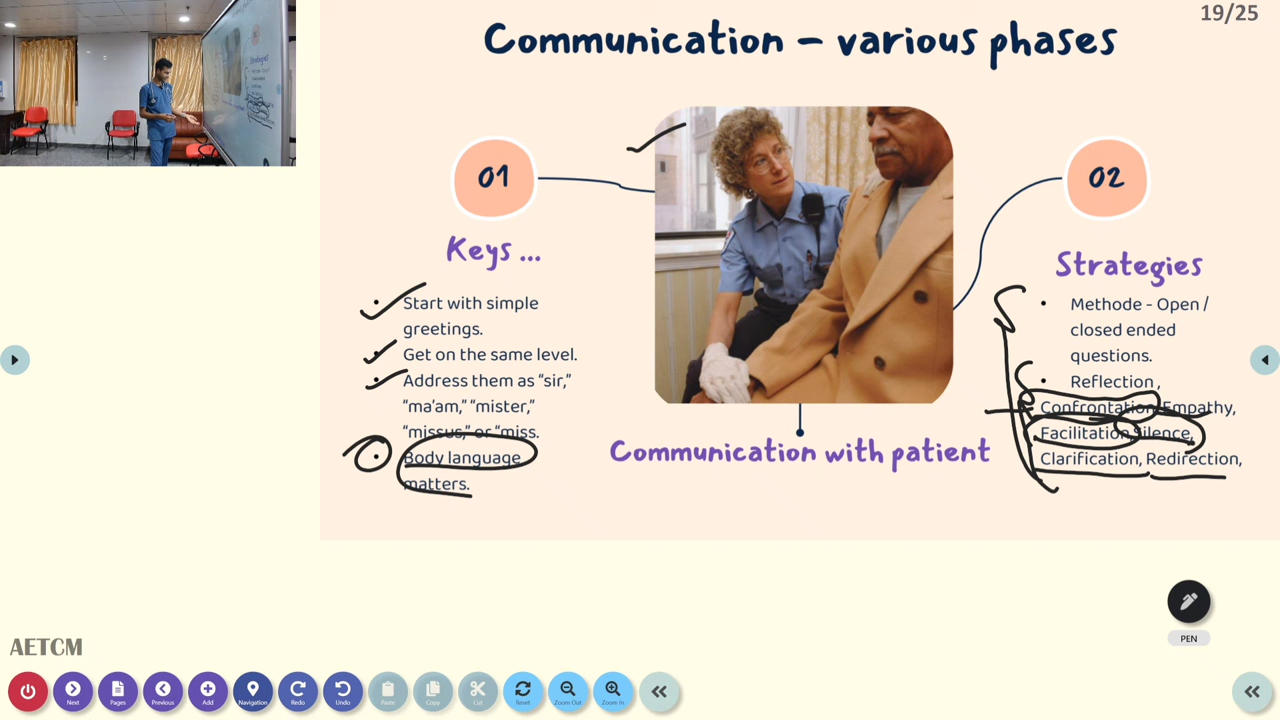 19/25
Communication – various phases
01
02
Keys ...
Strategies
Start with simple
greetings.
Get on the same level.
Address them as “sir,”
“ma’am,” “mister,”
“missus,” or “miss.
Body language
matters.
Methode - Open /
closed ended
questions.
Reflection ,
Confrontation, Empathy,
Facilitation, Silence,
Clarification, Redirection,
Communication with patient
PEN
AETCM
Next
Pages
Previous
Add
Navigation
Redo
Undo
Paste
Copy
Cut
Reset
Zoom Out
Zoom In